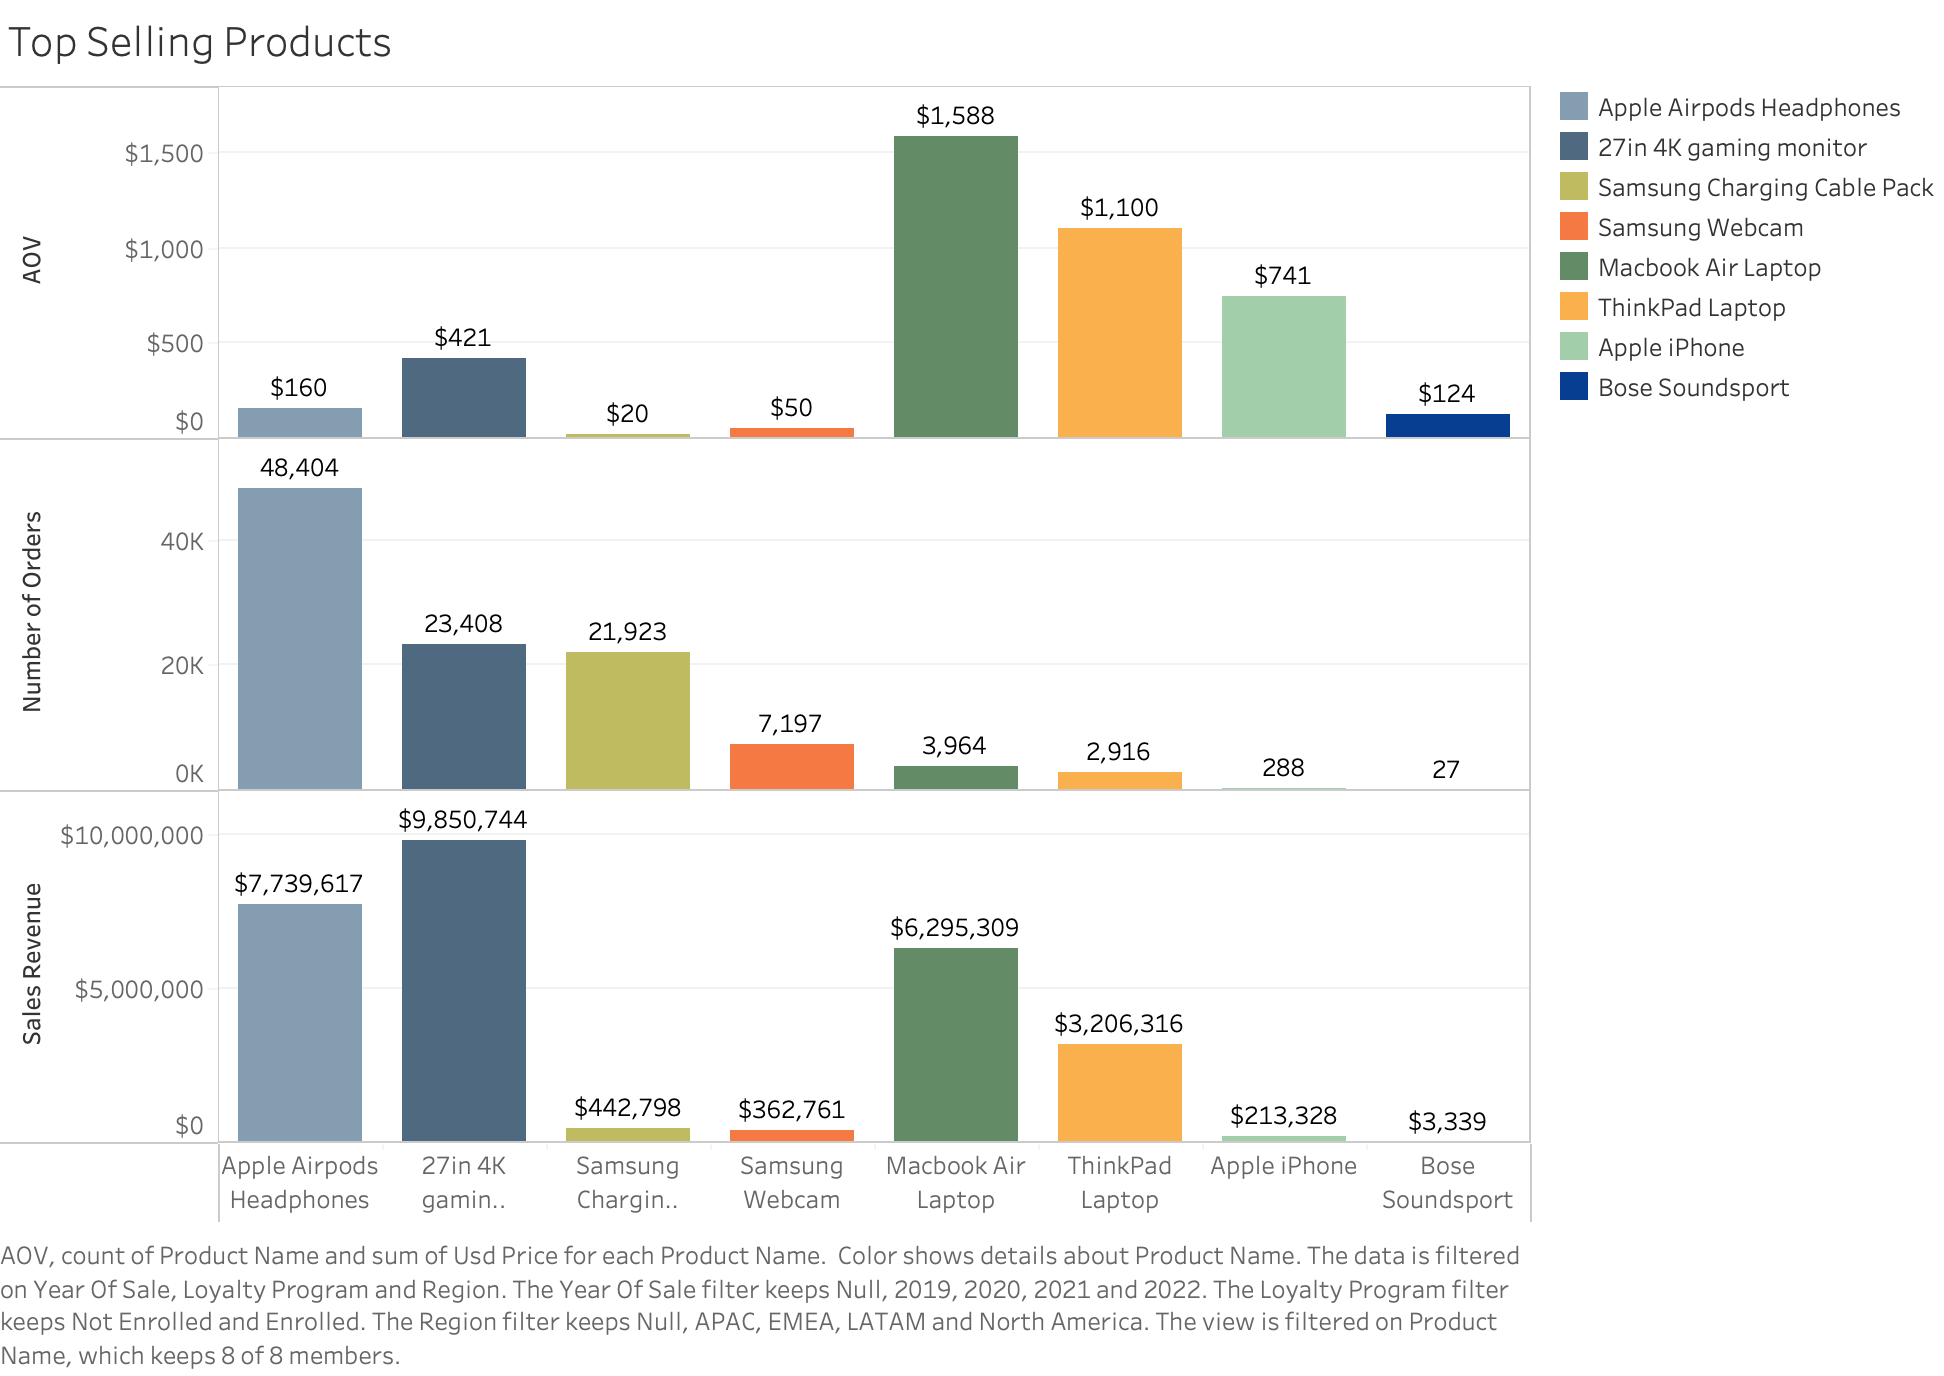 Top Selling Products
AOV
$1,500
$1,000
$500
$0
$160
$421
$20
$50
$1,588
$1,100
$741
$124
Number of Orders
40K
20K
0K
48,404
23,408
21,923
7,197
3,964
2,916
288
27
Sales Revenue
$10,000,000
$5,000,000
$0
$7,739,617
$9,850,744
$442,798
$362,761
$6,295,309
$3,206,316
$213,328
$3,339
Apple Airpods
Headphones
27in 4K
gamin..
Samsung
Chargin..
Samsung
Webcam
Macbook Air
Laptop
ThinkPad
Laptop
Apple iPhone
Bose
Soundsport
Apple Airpods Headphones
27in 4K gaming monitor
Samsung Charging Cable Pack
Samsung Webcam
Macbook Air Laptop
ThinkPad Laptop
Apple iPhone
Bose Soundsport
AOV, count of Product Name and sum of Usd Price for each Product Name.  Color shows details about Product Name. The data is filtered
on Year Of Sale, Loyalty Program and Region. The Year Of Sale filter keeps Null, 2019, 2020, 2021 and 2022. The Loyalty Program filter
keeps Not Enrolled and Enrolled. The Region filter keeps Null, APAC, EMEA, LATAM and North America. The view is filtered on Product
Name, which keeps 8 of 8 members.